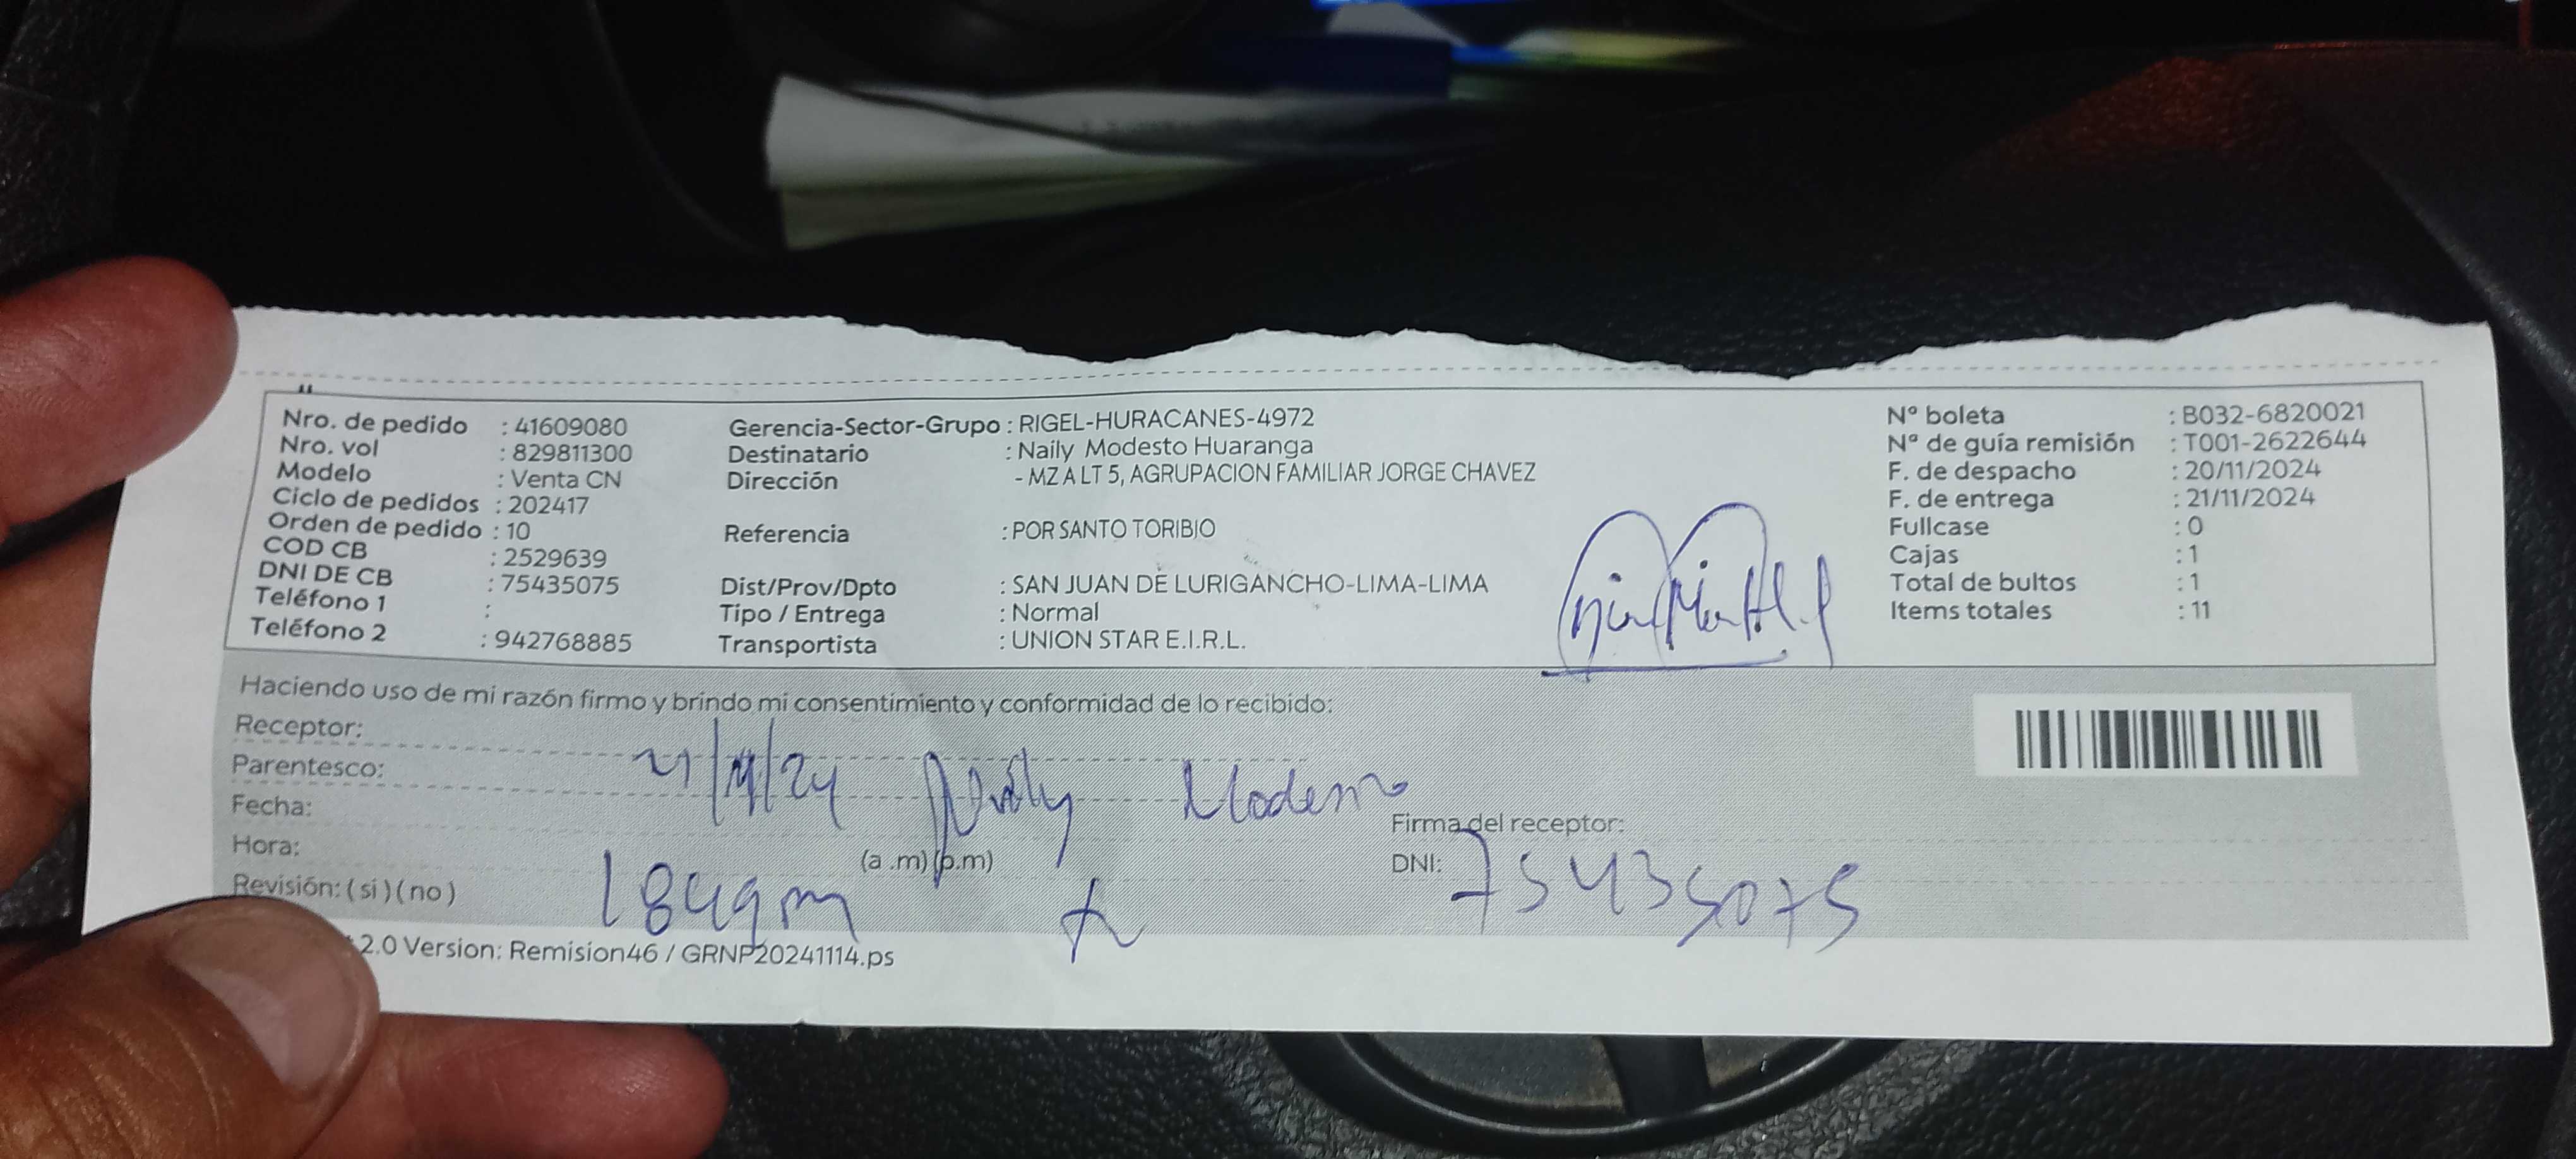 Nro. de pedido : 41609080
Nro. vol : 829811300
Modelo : Venta CN
Ciclo de pedidos : 202417
Orden de pedido : 10
COD CB : 2529639
DNI DE CB : 75435075
Teléfono 1 :
Teléfono 2 : 942768885
Gerencia-Sector-Grupo : RIGEL-HURACANES-4972
Destinatario : Naily Modesto Huaranga
Dirección - MZ A LT 5, AGRUPACION FAMILIAR JORGE CHAVEZ
Referencia : POR SANTO TORIBIO
Dist/Prov/Dpto : SAN JUAN DE LURIGANCHO-LIMA-LIMA
Tipo / Entrega : Normal
Transportista : UNION STAR E.I.R.L.
Nº boleta : B032-6820021
Nº de guía remisión : T001-2622644
F. de despacho : 20/11/2024
F. de entrega : 21/11/2024
Fullcase : 0
Cajas : 1
Total de bultos : 1
Items totales : 11
Haciendo uso de mi razón firmo y brindo mi consentimiento y conformidad de lo recibido:
Receptor:
Parentesco: 21/11/24 Naily Modesto
Fecha:
Firma del receptor:
Hora: (a .m) (p.m)
DNI: 75435075
Revisión: ( si ) ( no )
2.0 Version: Remision46 / GRNP20241114.ps